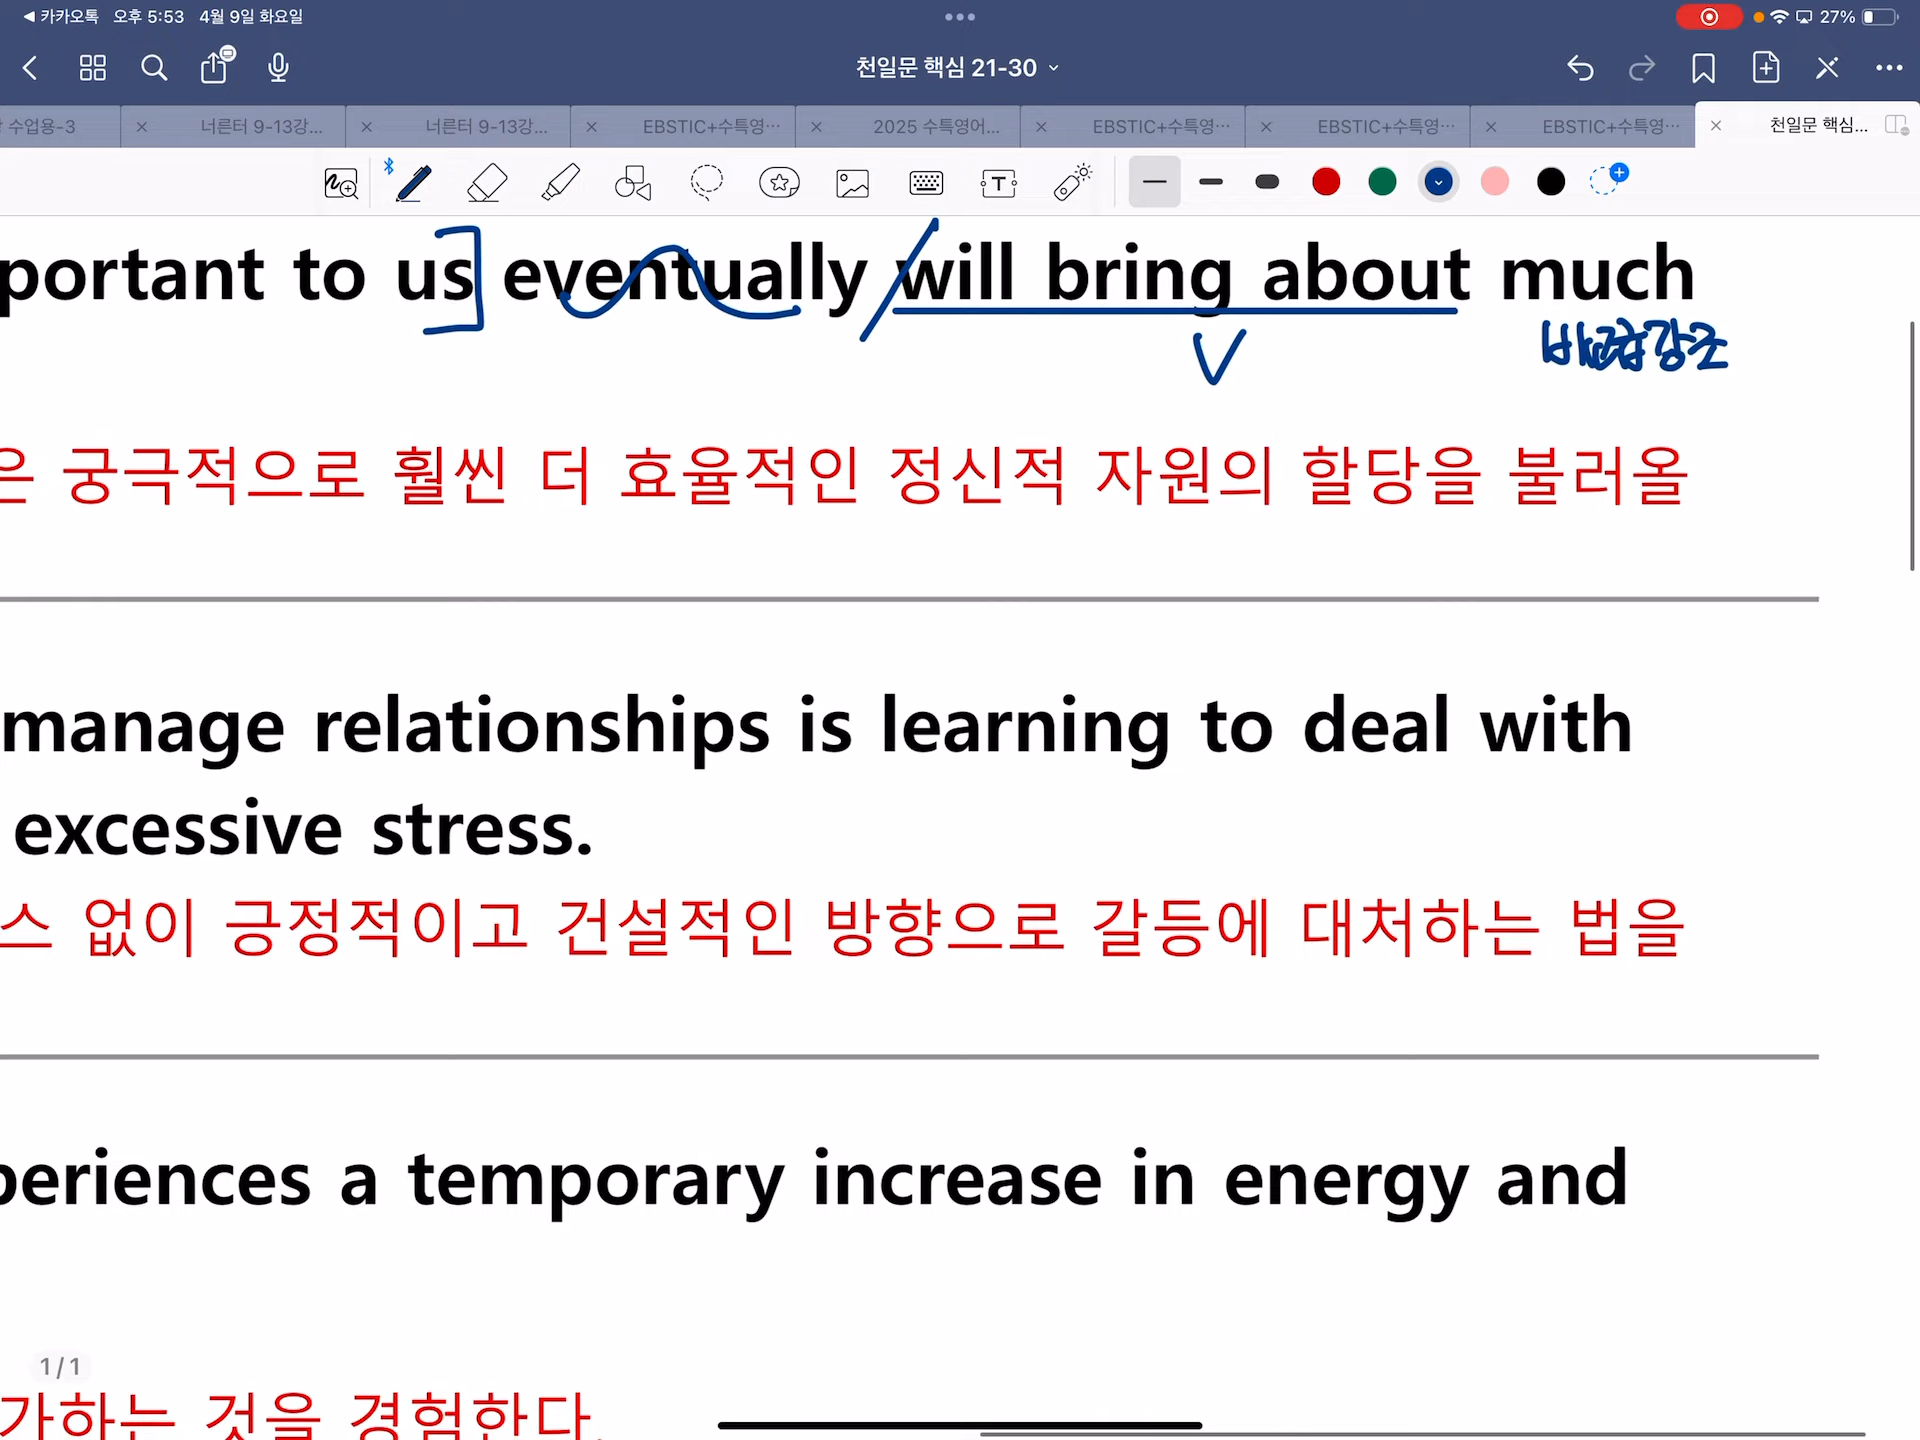 카카오톡 오후 5:53 4월 9일 화요일
27%
천일문 핵심 21-30
수업용-3
너른터 9-13강...
너른터 9-13강...
EBSTIC+수특영...
2025 수특영어...
EBSTIC+수특영...
EBSTIC+수특영...
EBSTIC+수특영...
천일문 핵심...
portant to us] eventually / will bring about much
V
비교급강조
은 궁극적으로 훨씬 더 효율적인 정신적 자원의 할당을 불러올
manage relationships is learning to deal with
excessive stress.
스 없이 긍정적이고 건설적인 방향으로 갈등에 대처하는 법을
periences a temporary increase in energy and
1/1
가하는 것을 경험한다.